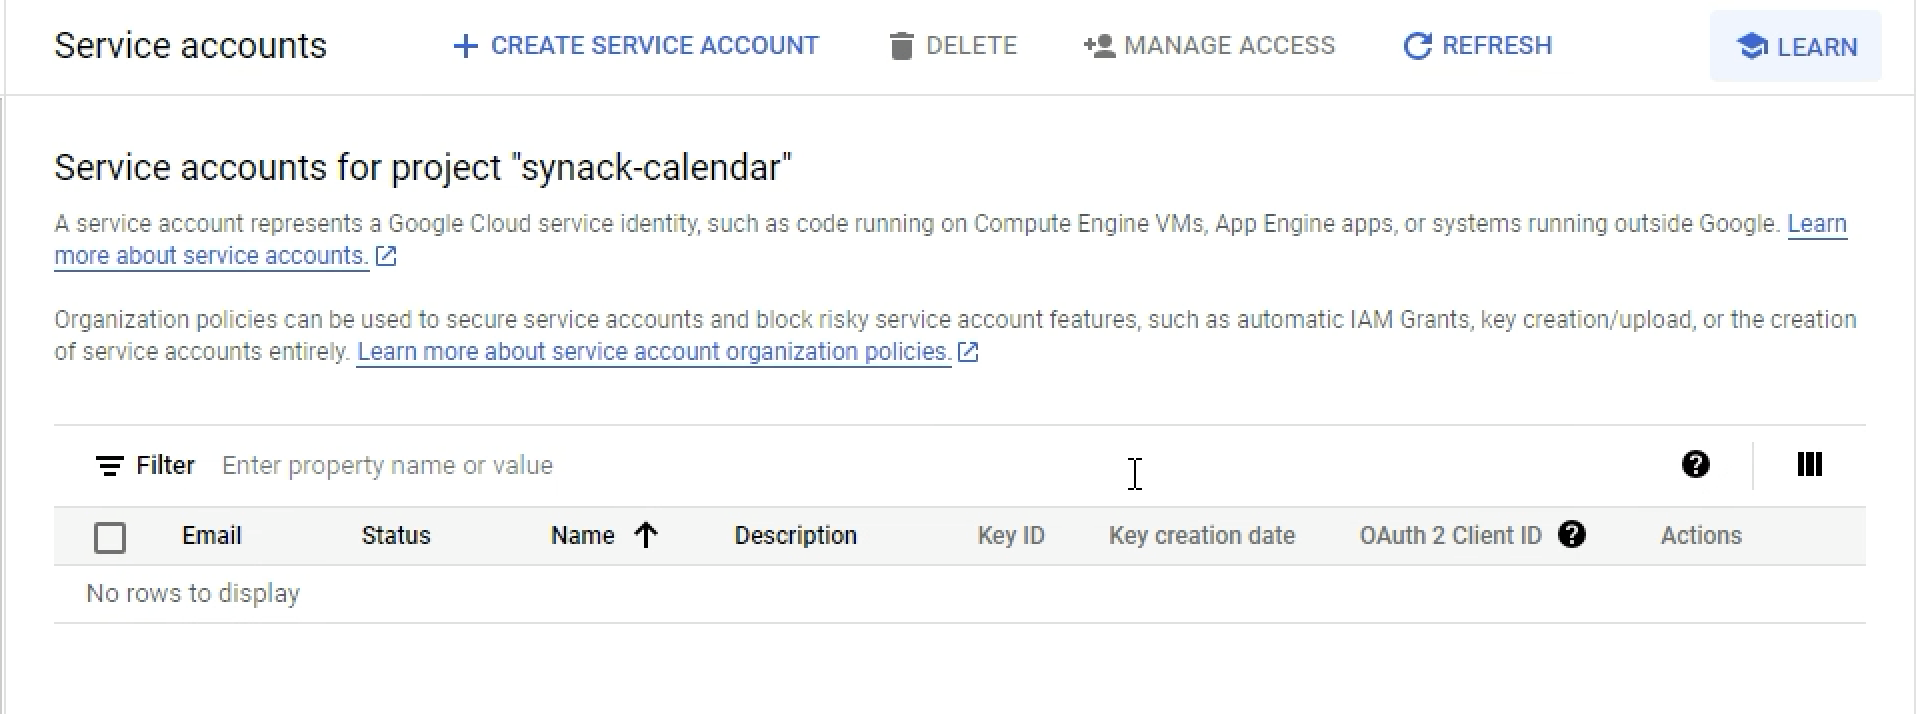 Service accounts
CREATE SERVICE ACCOUNT
DELETE
MANAGE ACCESS
REFRESH
LEARN
Service accounts for project "synack-calendar"
A service account represents a Google Cloud service identity, such as code running on Compute Engine VMs, App Engine apps, or systems running outside Google. Learn
more about service accounts.
Organization policies can be used to secure service accounts and block risky service account features, such as automatic IAM Grants, key creation/upload, or the creation
of service accounts entirely. Learn more about service account organization policies.
Filter Enter property name or value
Email Status Name Description Key ID Key creation date OAuth 2 Client ID Actions
No rows to display